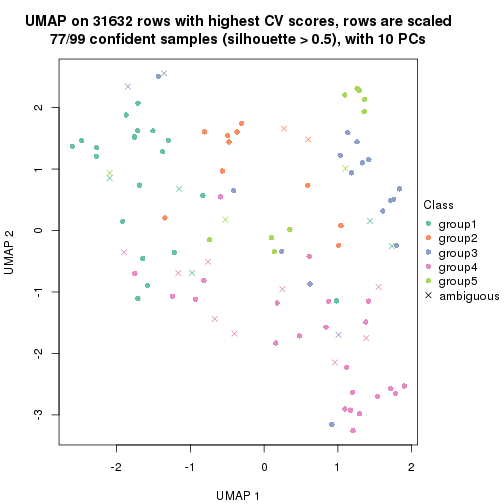 UMAP on 31632 rows with highest CV scores, rows are scaled
77/99 confident samples (silhouette > 0.5), with 10 PCs
2
1
0
-1
-2
-3
UMAP 2
-2
-1
0
1
2
UMAP 1
Class
group1
group2
group3
group4
group5
ambiguous